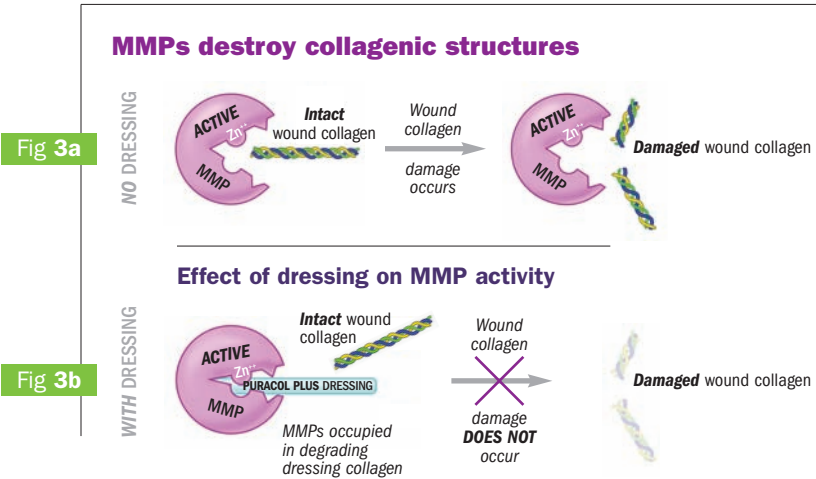 MMPs destroy collagenic structures
Fig 3a
NO DRESSING
ACTIVE
Zn++
MMP
Intact
wound collagen
Wound
collagen
damage
occurs
ACTIVE
Zn++
MMP
Damaged wound collagen
Effect of dressing on MMP activity
Fig 3b
WITH DRESSING
ACTIVE
Zn++
MMP
PURACOL PLUS DRESSING
Intact wound
collagen
MMPs occupied
in degrading
dressing collagen
Wound
collagen
damage
DOES NOT
occur
Damaged wound collagen